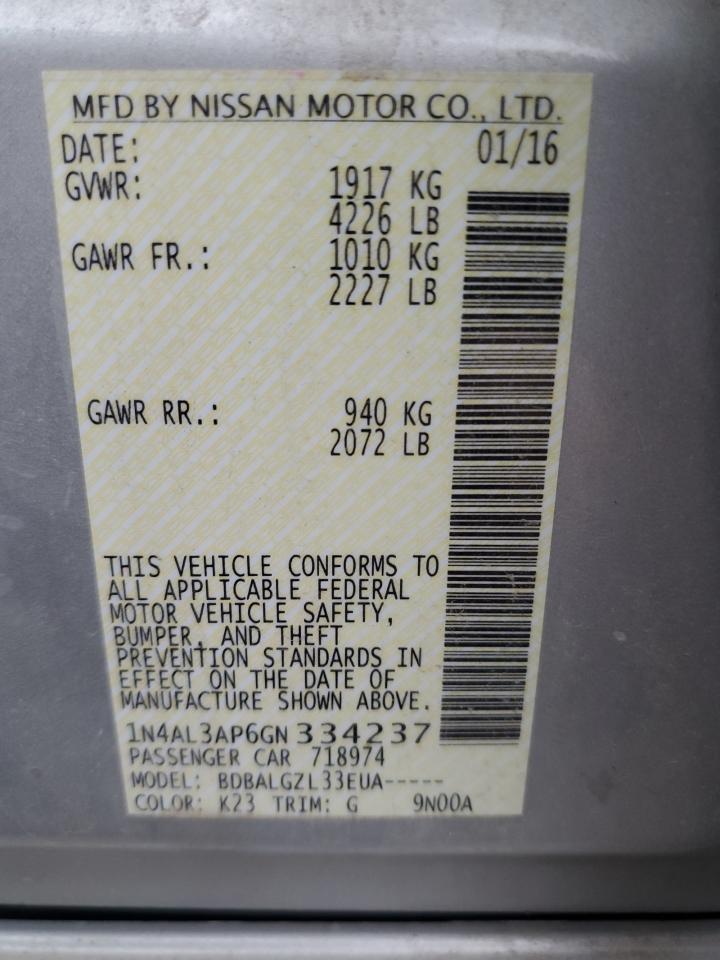 MFD BY NISSAN MOTOR CO., LTD.
DATE: 01/16
GVWR: 1917 KG
4226 LB
GAWR FR.: 1010 KG
2227 LB
GAWR RR.: 940 KG
2072 LB
THIS VEHICLE CONFORMS TO
ALL APPLICABLE FEDERAL
MOTOR VEHICLE SAFETY,
BUMPER, AND THEFT
PREVENTION STANDARDS IN
EFFECT ON THE DATE OF
MANUFACTURE SHOWN ABOVE.
1N4AL3AP6GN 334237
PASSENGER CAR 718974
MODEL: BDBALGZL33EUA-----
COLOR: K23 TRIM: G 9N00A